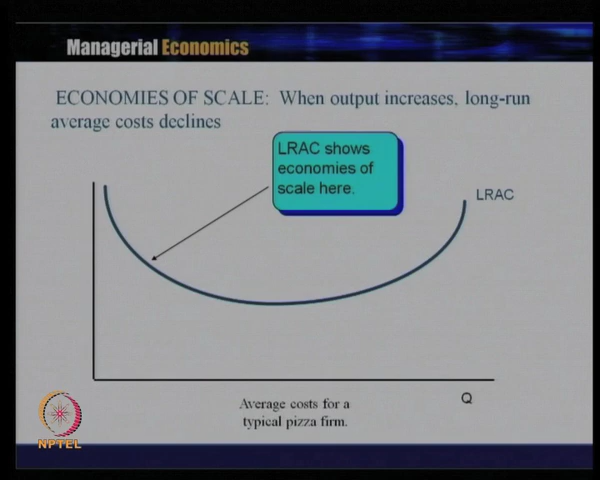 Managerial Economics
ECONOMIES OF SCALE: When output increases, long-run
average costs declines
LRAC shows
economies of
scale here.
LRAC
Q
Average costs for a
typical pizza firm.
NPTEL